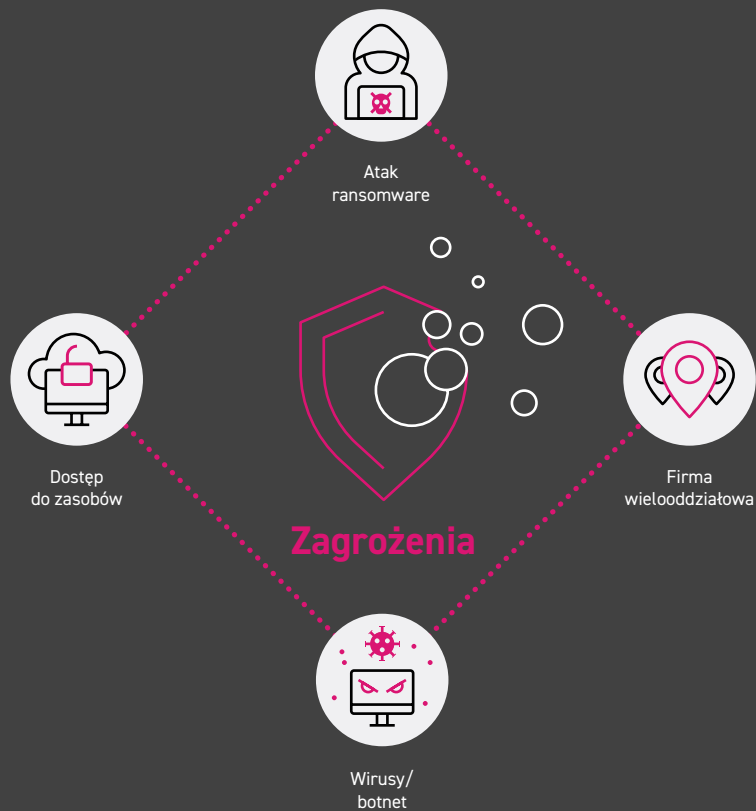 Atak
ransomware
Dostęp
do zasobów
Firma
wielooddziałowa
Zagrożenia
Wirusy/
botnet